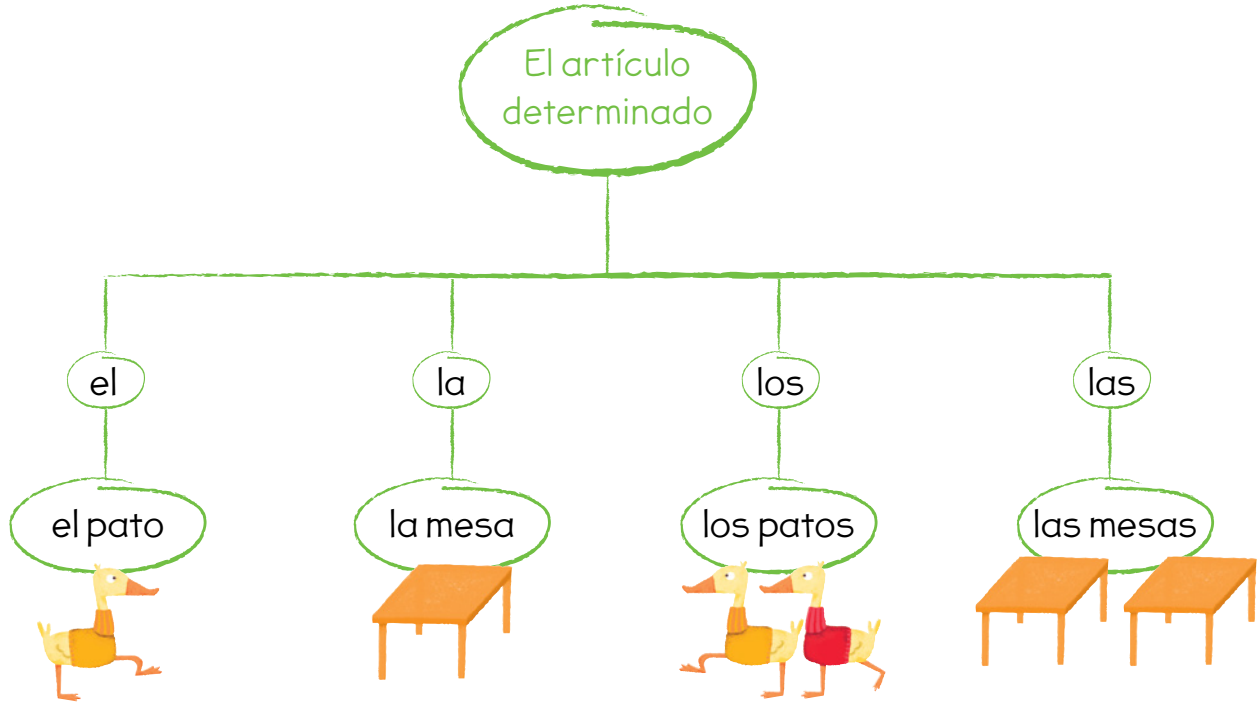 El artículo
determinado
el
la
los
las
el pato
la mesa
los patos
las mesas